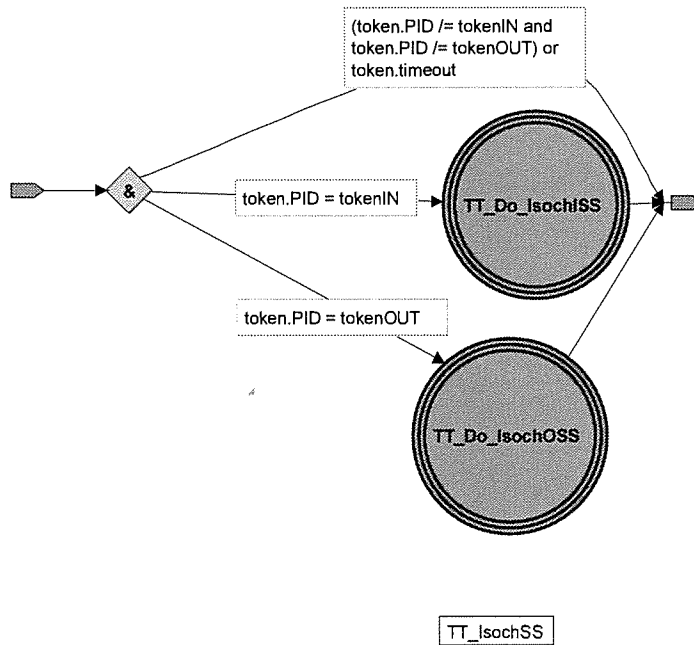 (token.PID /= tokenIN and
token.PID /= tokenOUT) or
token.timeout
&
token.PID = tokenIN
TT_Do_IsochISS
token.PID = tokenOUT
TT_Do_IsochOSS
TT_IsochSS